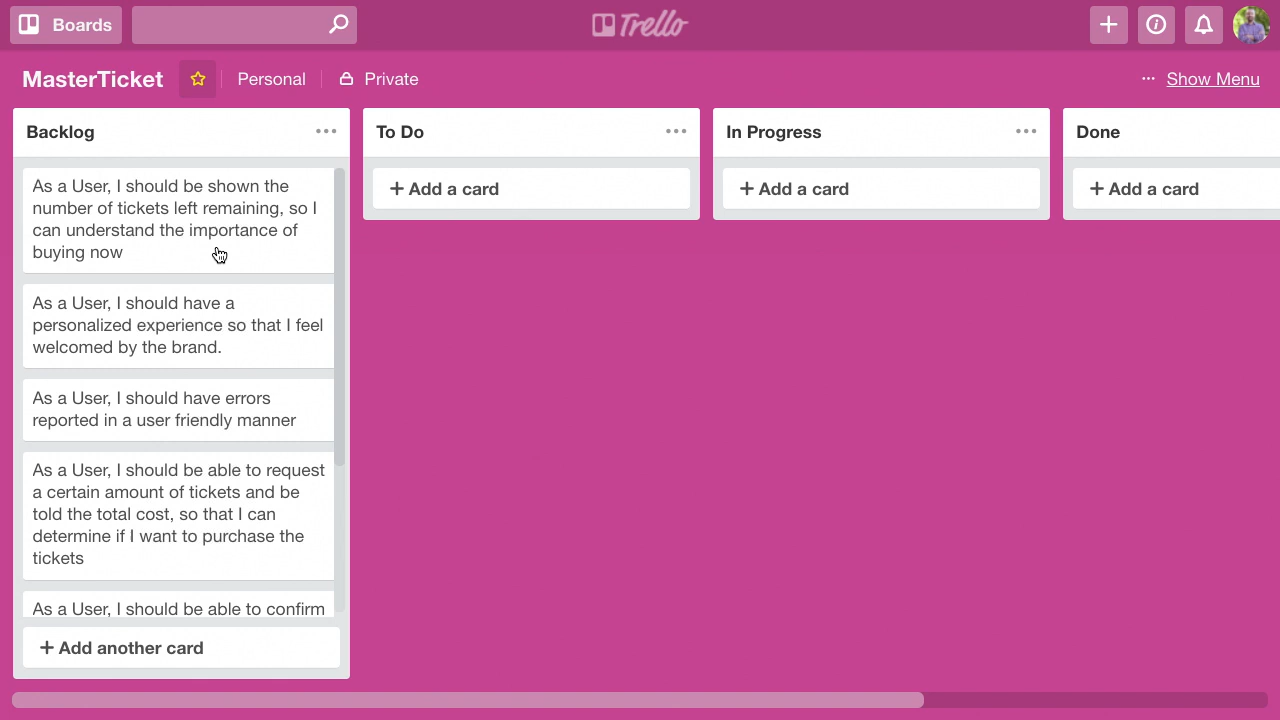 Boards
Trello
MasterTicket
Personal
Private
··· Show Menu
Backlog
As a User, I should be shown the
number of tickets left remaining, so I
can understand the importance of
buying now
As a User, I should have a
personalized experience so that I feel
welcomed by the brand.
As a User, I should have errors
reported in a user friendly manner
As a User, I should be able to request
a certain amount of tickets and be
told the total cost, so that I can
determine if I want to purchase the
tickets
As a User, I should be able to confirm
+ Add another card
To Do
+ Add a card
In Progress
+ Add a card
Done
+ Add a card